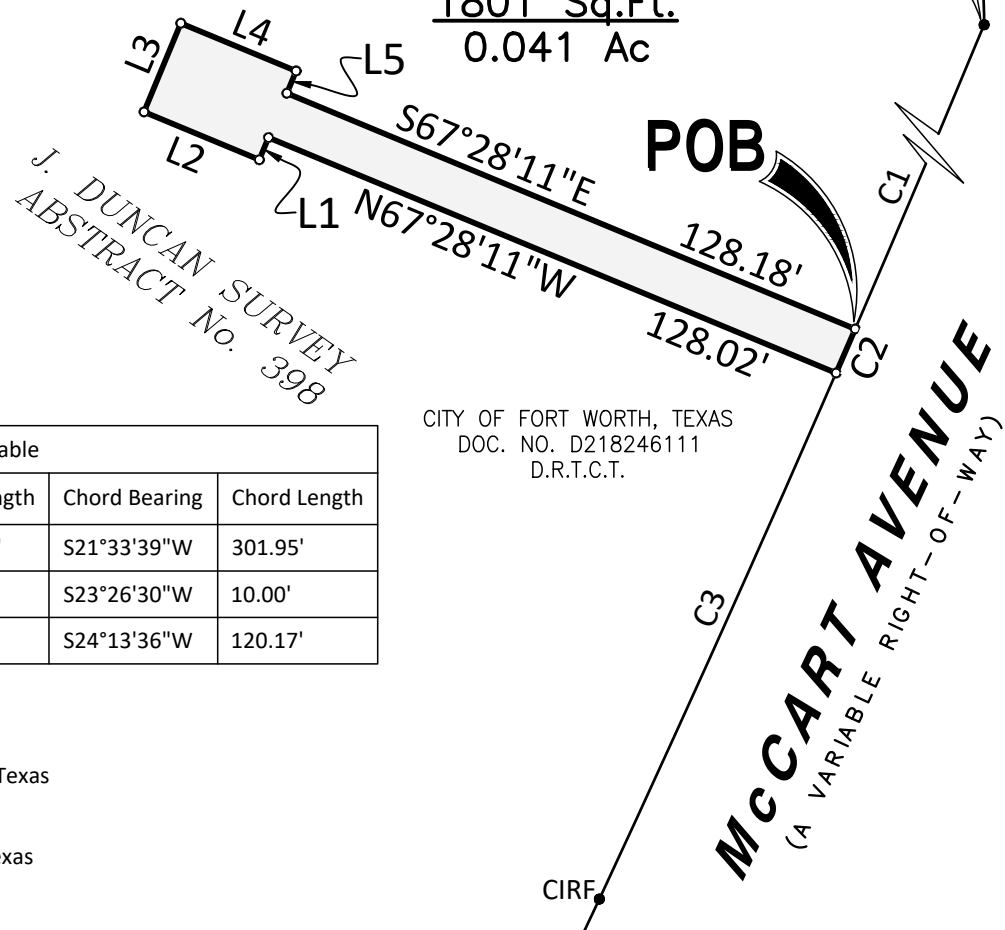 1801 Sq.Ft.
0.041 Ac
L4
L3
L5
L2
L1
S67°28'11"E
128.18'
N67°28'11"W
128.02'
POB
C1
C2
C3
J. DUNCAN SURVEY
ABSTRACT No. 398
CITY OF FORT WORTH, TEXAS
DOC. NO. D218246111
D.R.T.C.T.
McCART AVENUE
(A VARIABLE RIGHT-OF-WAY)
Chord Bearing Chord Length
S21°33'39"W 301.95'
S23°26'30"W 10.00'
S24°13'36"W 120.17'
Texas
CIRF